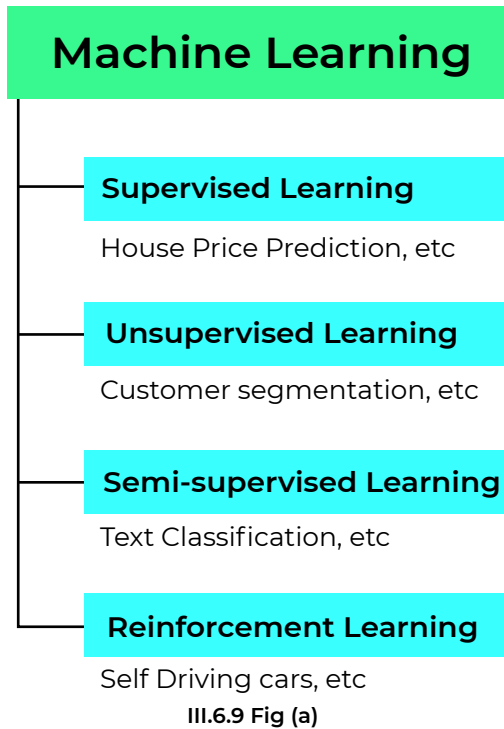 Machine Learning
Supervised Learning
House Price Prediction, etc
Unsupervised Learning
Customer segmentation, etc
Semi-supervised Learning
Text Classification, etc
Reinforcement Learning
Self Driving cars, etc
III.6.9 Fig (a)